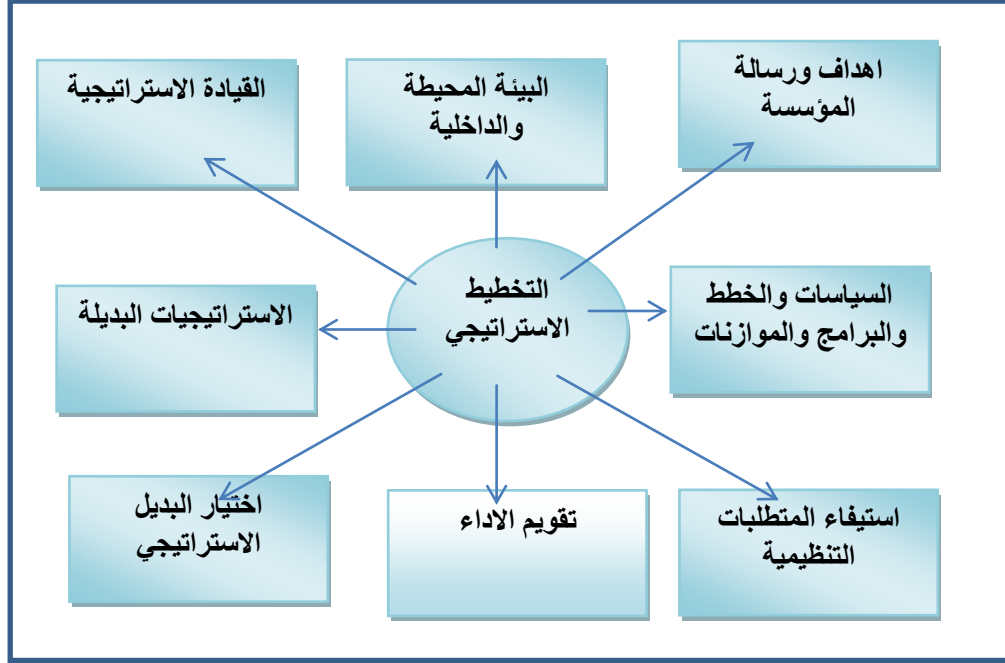 اهداف ورسالة
المؤسسة
البيئة المحيطة
والداخلية
القيادة الاستراتيجية
التخطيط
الاستراتيجي
السياسات والخطط
والبرامج والموازنات
الاستراتيجيات البديلة
استيفاء المتطلبات
التنظيمية
تقويم الاداء
اختيار البديل
الاستراتيجي